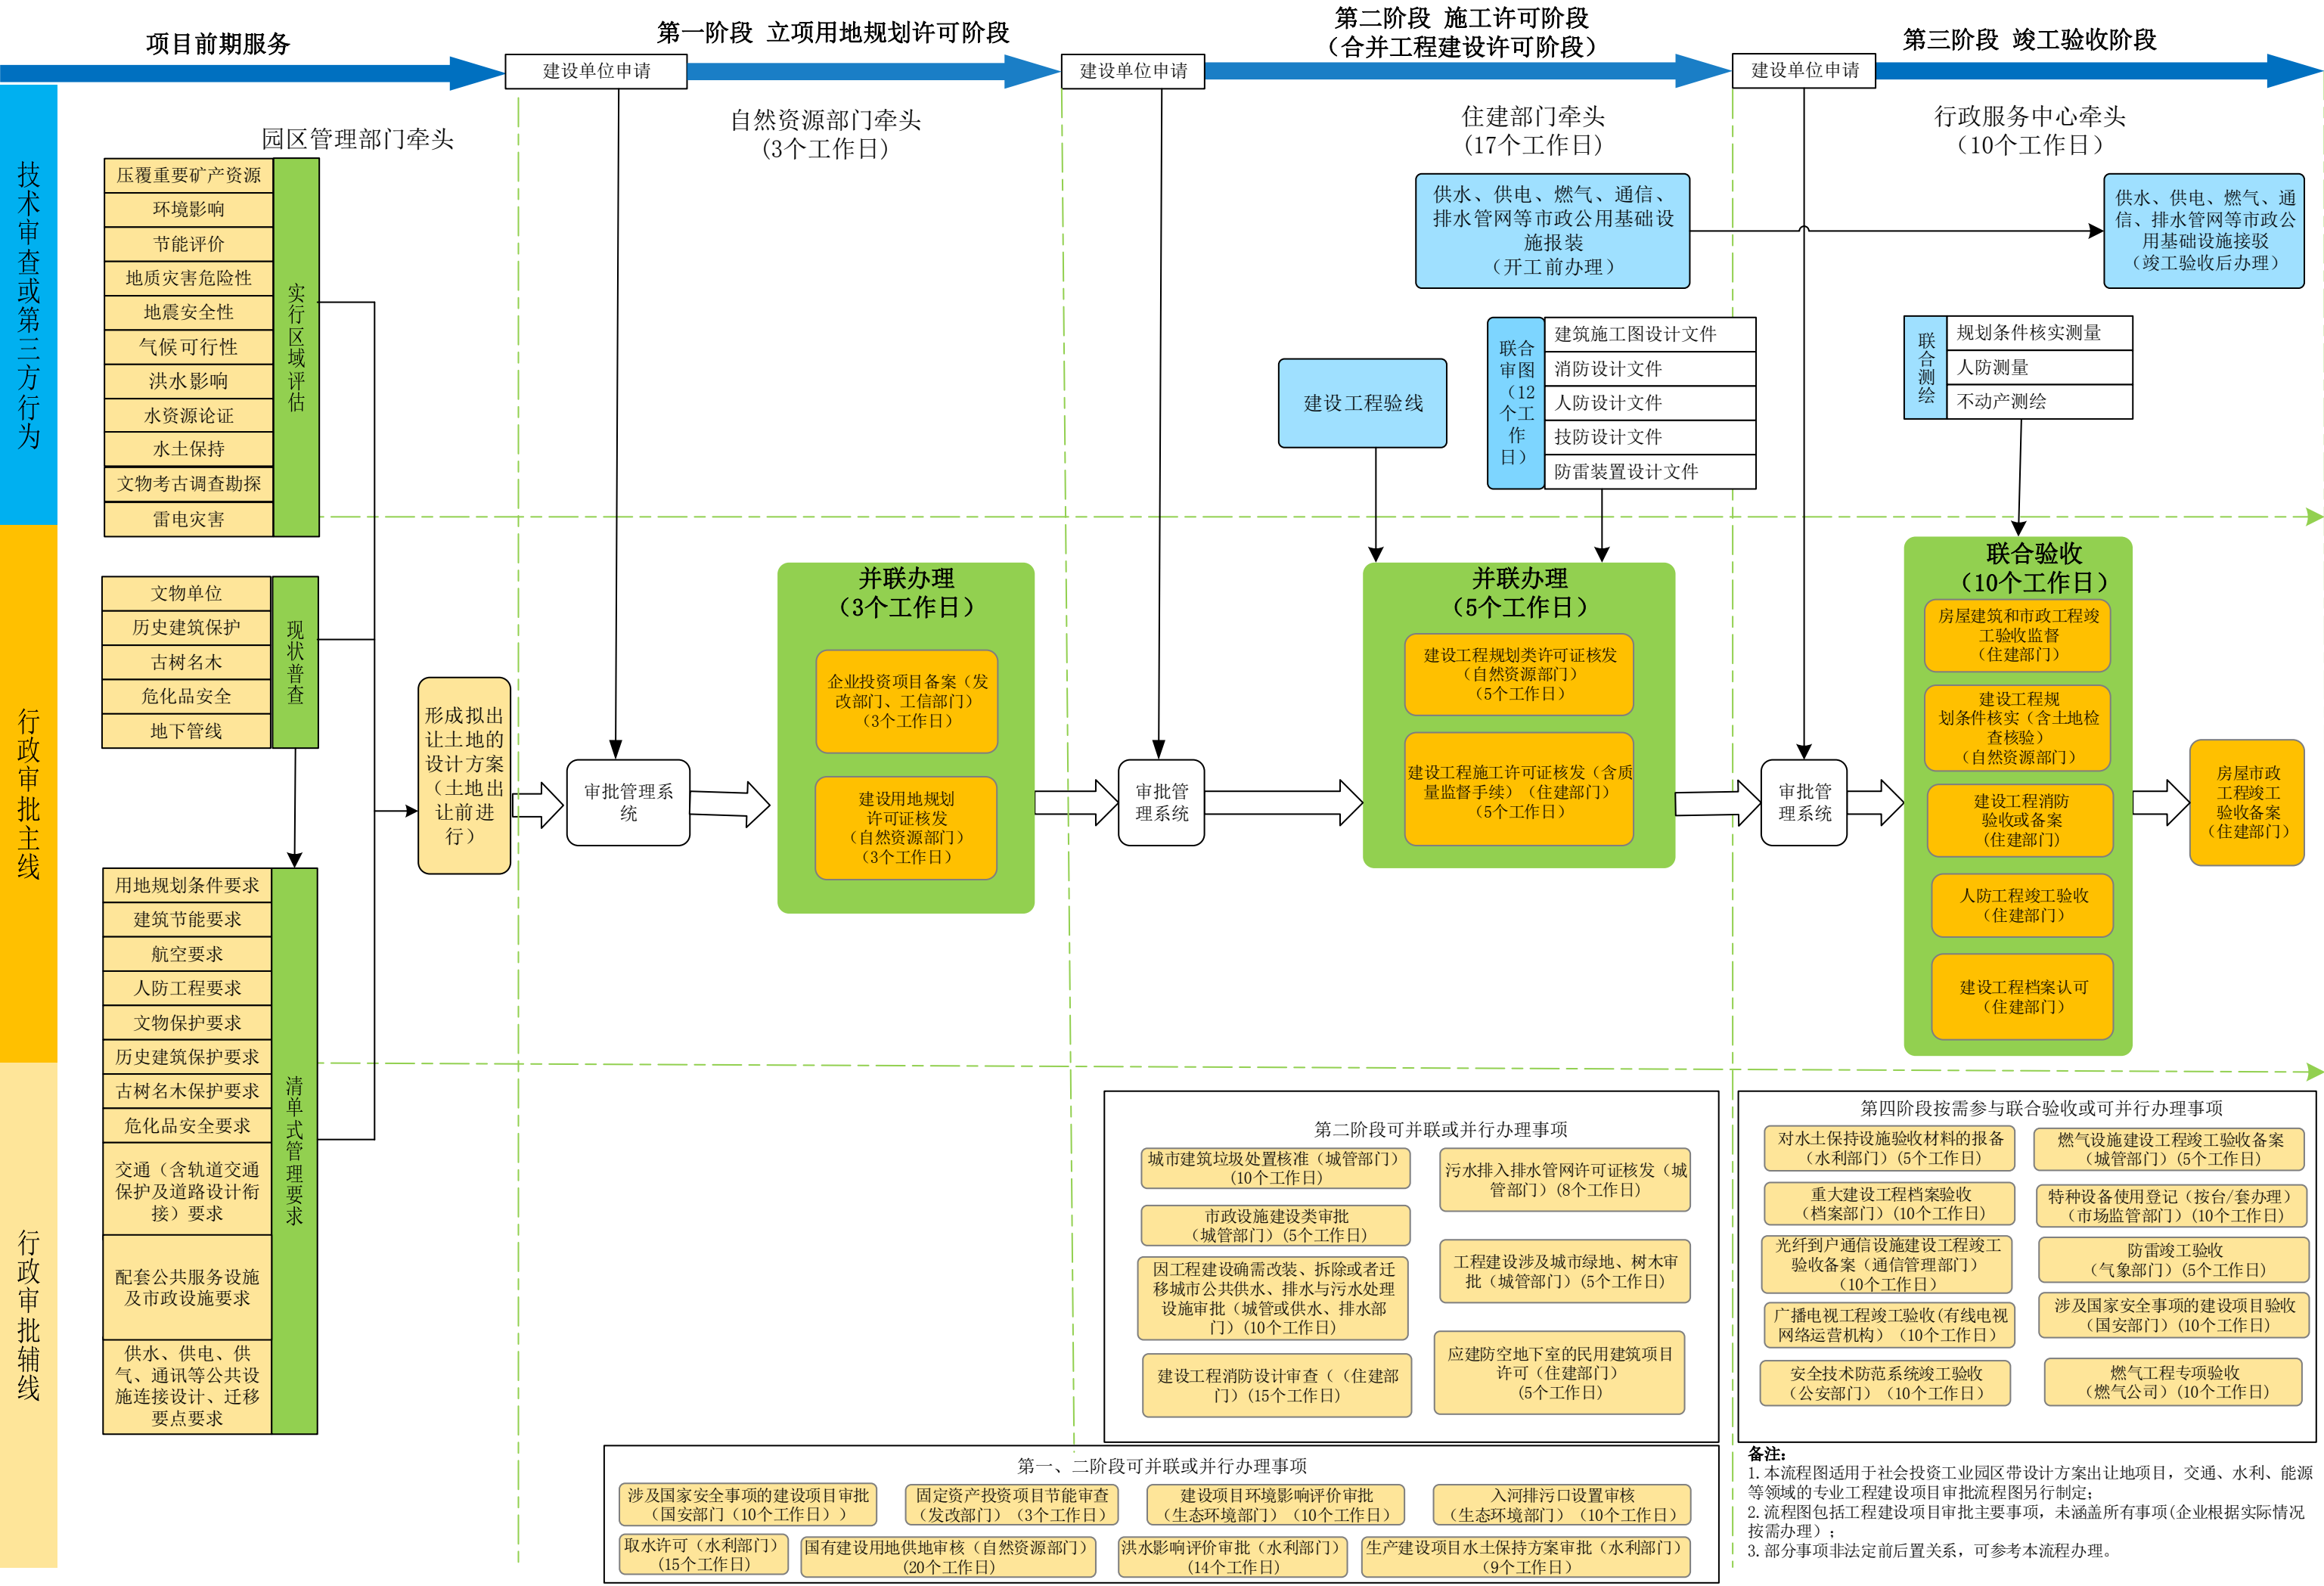 项目前期服务
第一阶段 立项用地规划许可阶段
第二阶段 施工许可阶段
（合并工程建设许可阶段）
第三阶段 竣工验收阶段
建设单位申请
建设单位申请
建设单位申请
技术审查或第三方行为
行政审批主线
行政审批辅线
园区管理部门牵头
自然资源部门牵头
(3个工作日)
住建部门牵头
(17个工作日)
行政服务中心牵头
（10个工作日）
压覆重要矿产资源
环境影响
节能评价
地质灾害危险性
地震安全性
气候可行性
洪水影响
水资源论证
水土保持
文物考古调查勘探
雷电灾害
实行区域评估
文物单位
历史建筑保护
古树名木
危化品安全
地下管线
现状普查
用地规划条件要求
建筑节能要求
航空要求
人防工程要求
文物保护要求
历史建筑保护要求
古树名木保护要求
危化品安全要求
交通（含轨道交通
保护及道路设计衔
接）要求
配套公共服务设施
及市政设施要求
供水、供电、供
气、通讯等公共设
施连接设计、迁移
要点要求
清单式管理要求
形成拟出
让土地的
设计方案
（土地出
让前进
行）
审批管理系
统
并联办理
（3个工作日）
企业投资项目备案（发
改部门、工信部门）
（3个工作日）
建设用地规划
许可证核发
（自然资源部门）
（3个工作日）
审批管
理系统
供水、供电、燃气、通信、
排水管网等市政公用基础设
施报装
（开工前办理）
建设工程验线
联合
审图
（12
个工
作
日）
建筑施工图设计文件
消防设计文件
人防设计文件
技防设计文件
防雷装置设计文件
并联办理
（5个工作日）
建设工程规划类许可证核发
（自然资源部门）
（5个工作日）
建设工程施工许可证核发（含质
量监督手续）（住建部门）
（5个工作日）
审批管
理系统
供水、供电、燃气、通
信、排水管网等市政公
用基础设施接驳
（竣工验收后办理）
联合测绘
规划条件核实测量
人防测量
不动产测绘
联合验收
（10个工作日）
房屋建筑和市政工程竣
工验收监督
（住建部门）
建设工程规
划条件核实（含土地检
查核验）
（自然资源部门）
建设工程消防
验收或备案
（住建部门）
人防工程竣工验收
（住建部门）
建设工程档案认可
（住建部门）
房屋市政
工程竣工
验收备案
（住建部门）
第二阶段可并联或并行办理事项
城市建筑垃圾处置核准（城管部门）
（10个工作日）
污水排入排水管网许可证核发（城
管部门）(8个工作日)
市政设施建设类审批
（城管部门）(5个工作日)
工程建设涉及城市绿地、树木审
批（城管部门）(5个工作日)
因工程建设确需改装、拆除或者迁
移城市公共供水、排水与污水处理
设施审批（城管或供水、排水部
门）(10个工作日)
建设工程消防设计审查（（住建部
门）(15个工作日)
应建防空地下室的民用建筑项目
许可（住建部门）
（5个工作日）
第四阶段按需参与联合验收或可并行办理事项
对水土保持设施验收材料的报备
（水利部门）(5个工作日)
燃气设施建设工程竣工验收备案
（城管部门）(5个工作日)
重大建设工程档案验收
（档案部门）(10个工作日)
特种设备使用登记（按台/套办理）
（市场监管部门）(10个工作日)
光纤到户通信设施建设工程竣工
验收备案（通信管理部门）
（10个工作日）
防雷竣工验收
（气象部门）(5个工作日)
广播电视工程竣工验收(有线电视
网络运营机构）（10个工作日）
涉及国家安全事项的建设项目验收
（国安部门）(10个工作日)
安全技术防范系统竣工验收
（公安部门）（10个工作日）
燃气工程专项验收
（燃气公司）(10个工作日)
第一、二阶段可并联或并行办理事项
涉及国家安全事项的建设项目审批
（国安部门（10个工作日））
固定资产投资项目节能审查
（发改部门）（3个工作日）
建设项目环境影响评价审批
（生态环境部门）（10个工作日）
入河排污口设置审核
（生态环境部门）（10个工作日）
取水许可（水利部门）
(15个工作日)
国有建设用地供地审核（自然资源部门）
(20个工作日)
洪水影响评价审批（水利部门）
(14个工作日)
生产建设项目水土保持方案审批（水利部门）
（9个工作日）
备注：
1.本流程图适用于社会投资工业园区带设计方案出让地项目，交通、水利、能源
等领域的专业工程建设项目审批流程图另行制定；
2.流程图包括工程建设项目审批主要事项，未涵盖所有事项(企业根据实际情况
按需办理）；
3.部分事项非法定前后置关系，可参考本流程办理。